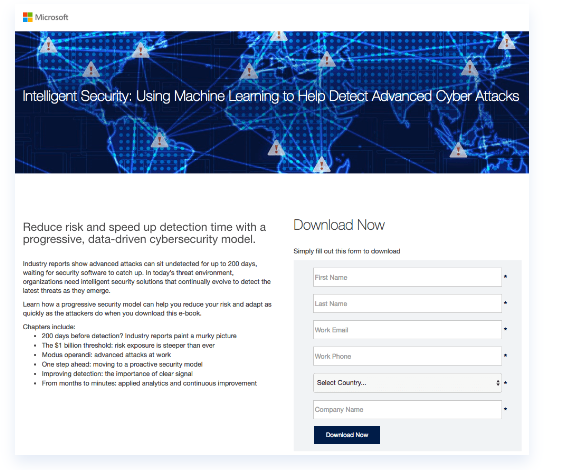 Microsoft
Intelligent Security: Using Machine Learning to Help Detect Advanced Cyber Attacks
Reduce risk and speed up detection time with a
progressive, data-driven cybersecurity model.
Industry reports show advanced attacks can sit undetected for up to 200 days,
waiting for security software to catch up. In today's threat environment,
organizations need intelligent security solutions that continually evolve to detect the
latest threats as they emerge.
Learn how a progressive security model can help you reduce your risk and adapt as
quickly as the attackers do when you download this e-book.
Chapters include:
• 200 days before detection? Industry reports paint a murky picture
• The $1 billion threshold: risk exposure is steeper than ever
• Modus operandi: advanced attacks at work
• One step ahead: moving to a proactive security model
• Improving detection: the importance of clear signal
• From months to minutes: applied analytics and continuous improvement
Download Now
Simply fill out this form to download
First Name *
Last Name *
Work Email *
Work Phone *
Select Country... *
Company Name *
Download Now